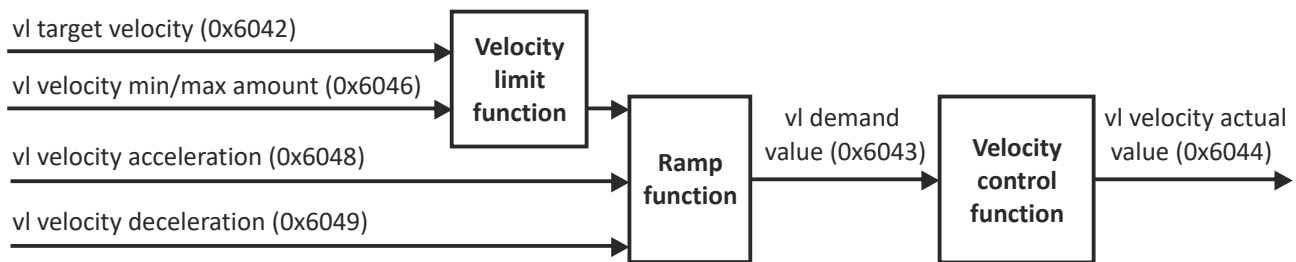 vl target velocity (0x6042)
vl velocity min/max amount (0x6046)
Velocity
limit
function
vl velocity acceleration (0x6048)
vl velocity deceleration (0x6049)
Ramp
function
vl demand
value (0x6043)
Velocity
control
function
vl velocity actual
value (0x6044)